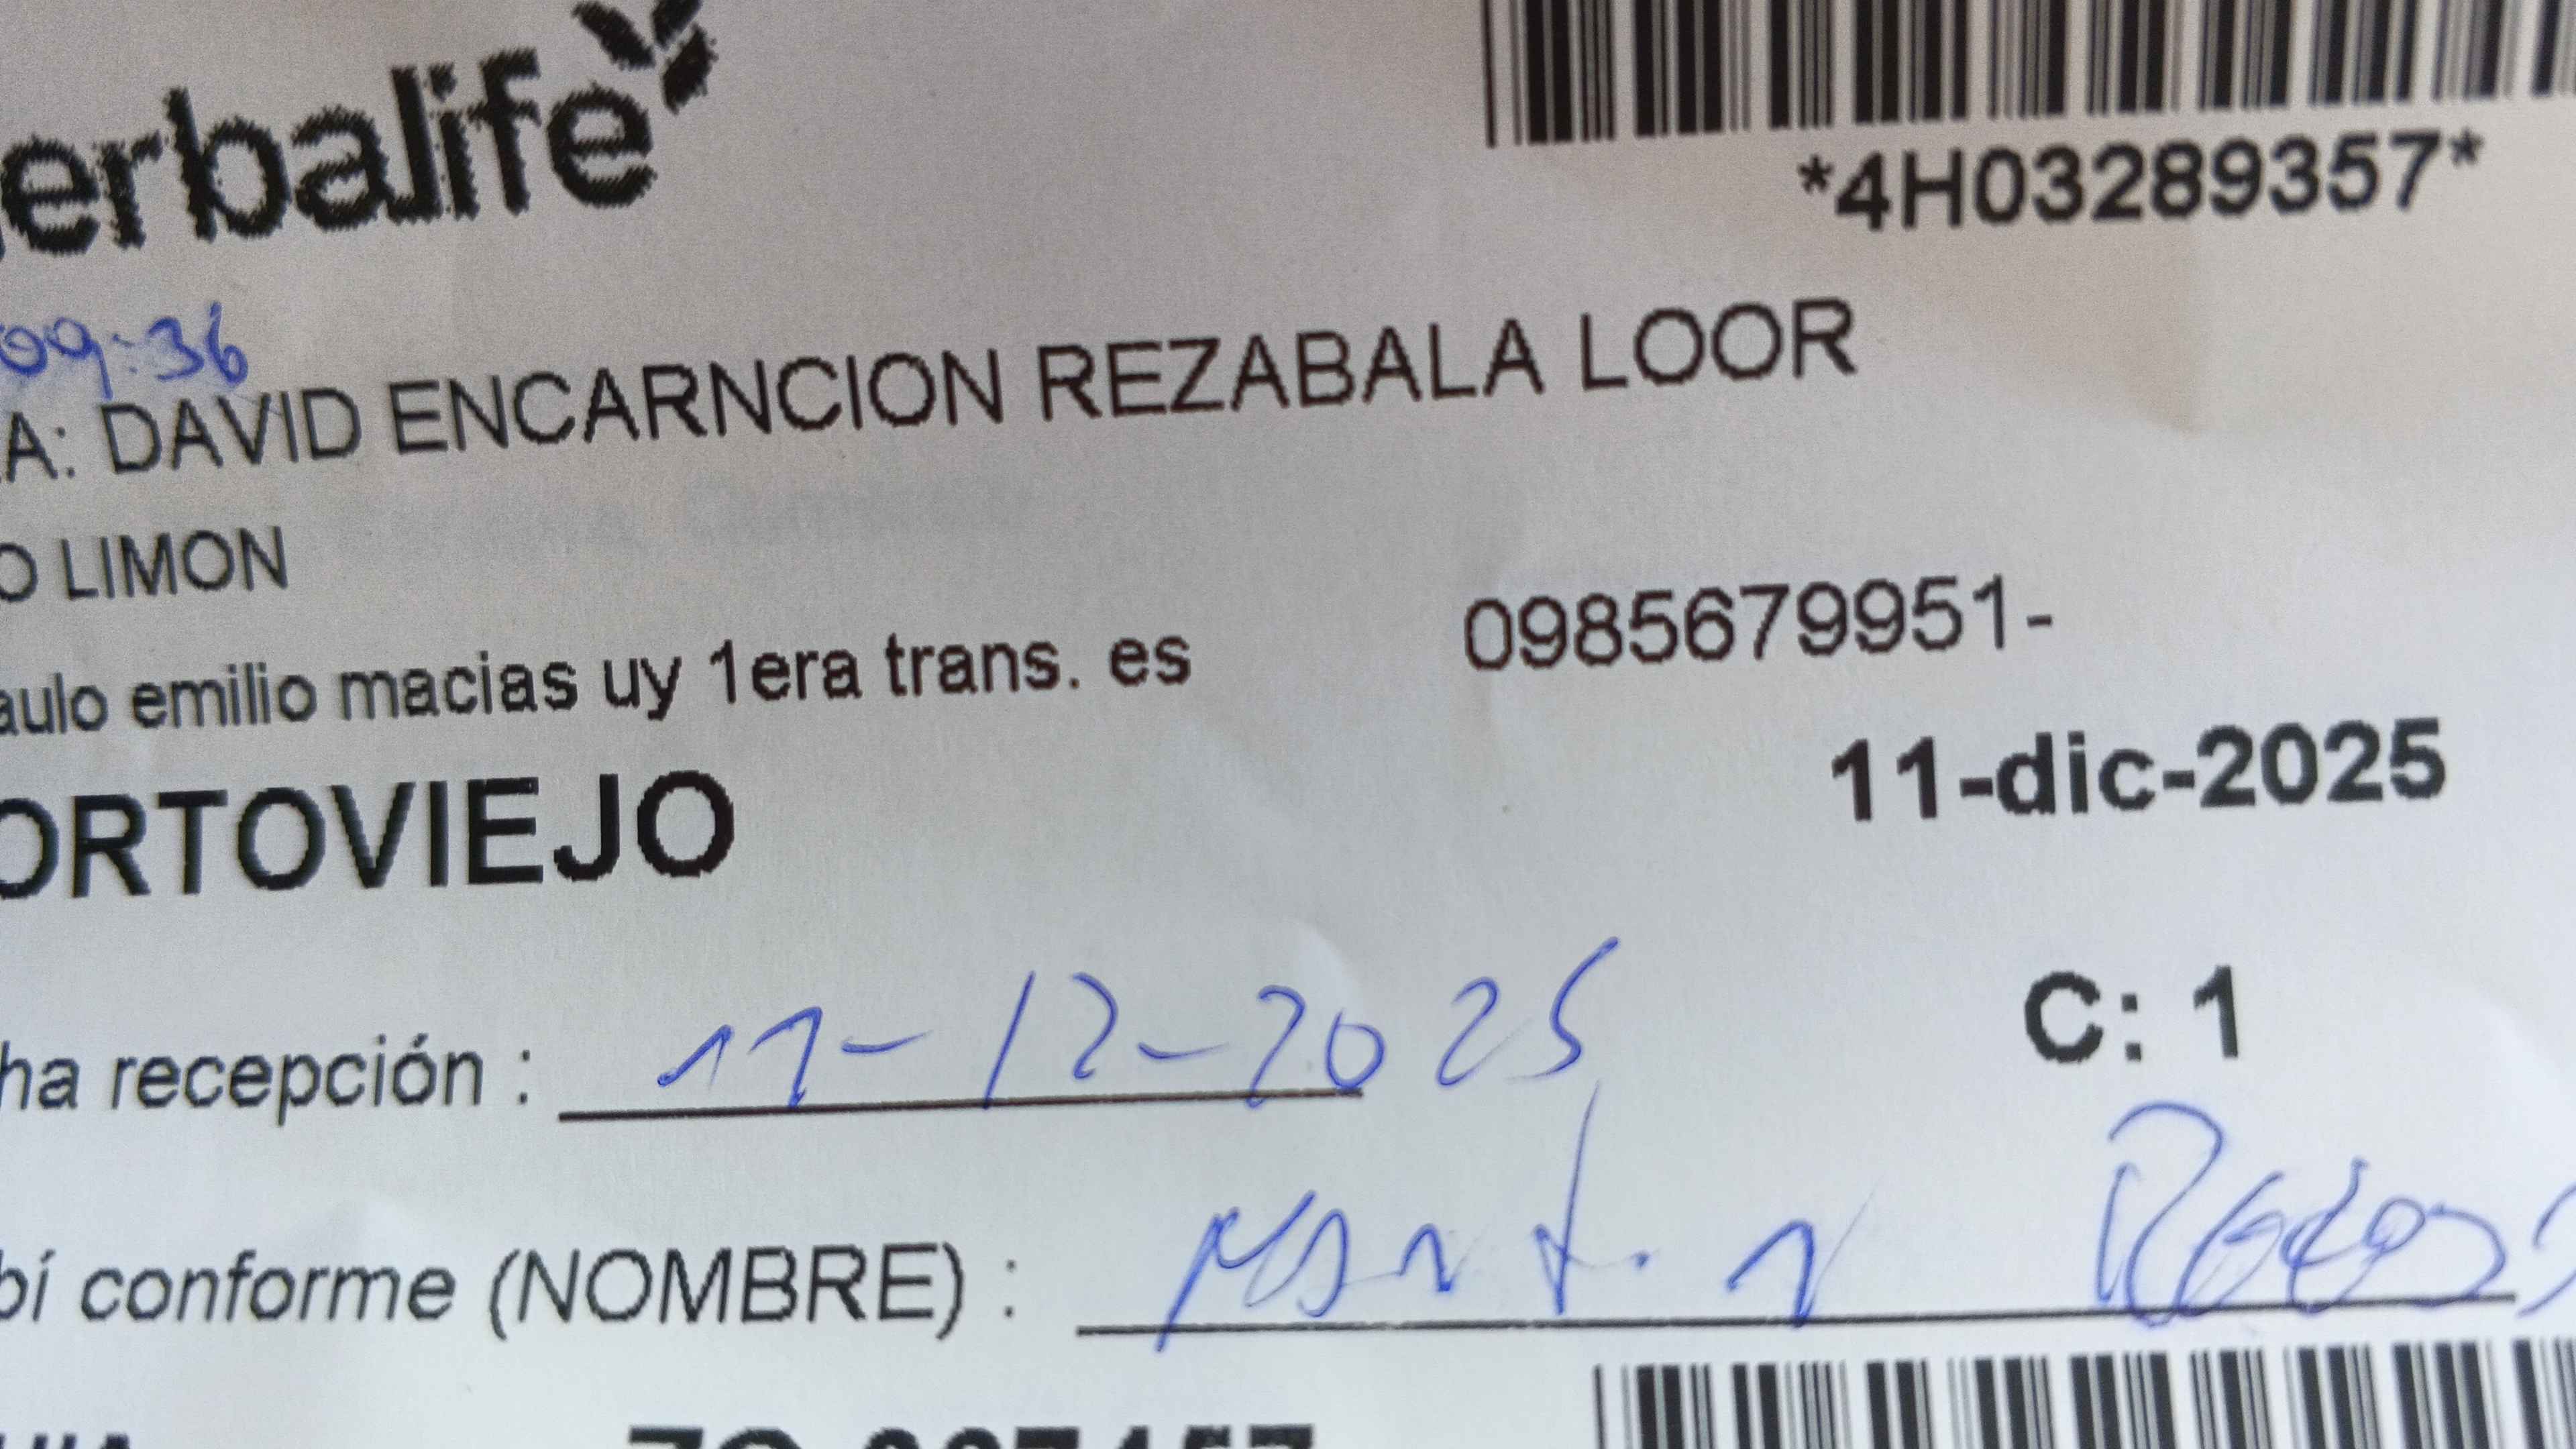 erbalife
*4H03289357*
09:36
A: DAVID ENCARNCION REZABALA LOOR
O LIMON
aulo emilio macias uy 1era trans. es 0985679951-
ORTOVIEJO 11-dic-2025
ha recepción : 11-12-2025 C: 1
bí conforme (NOMBRE) : Martin